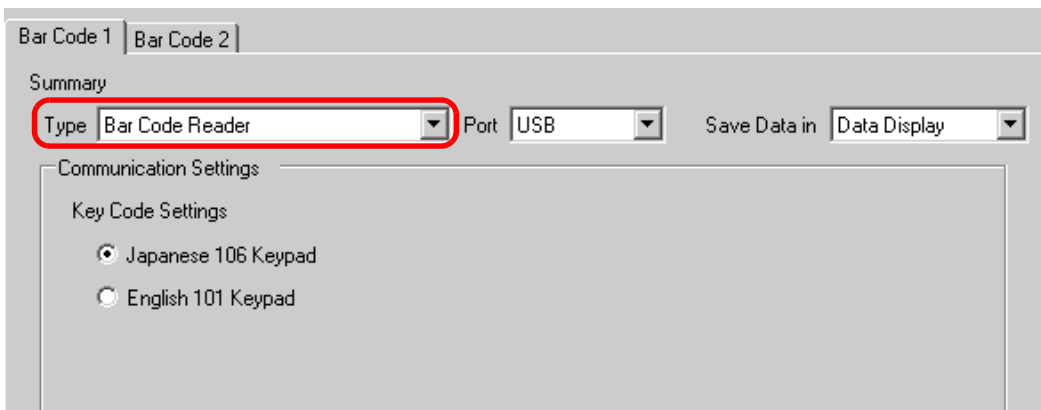 Bar Code 1 Bar Code 2
Summary
Type Bar Code Reader Port USB Save Data in Data Display
Communication Settings
Key Code Settings
Japanese 106 Keypad
English 101 Keypad